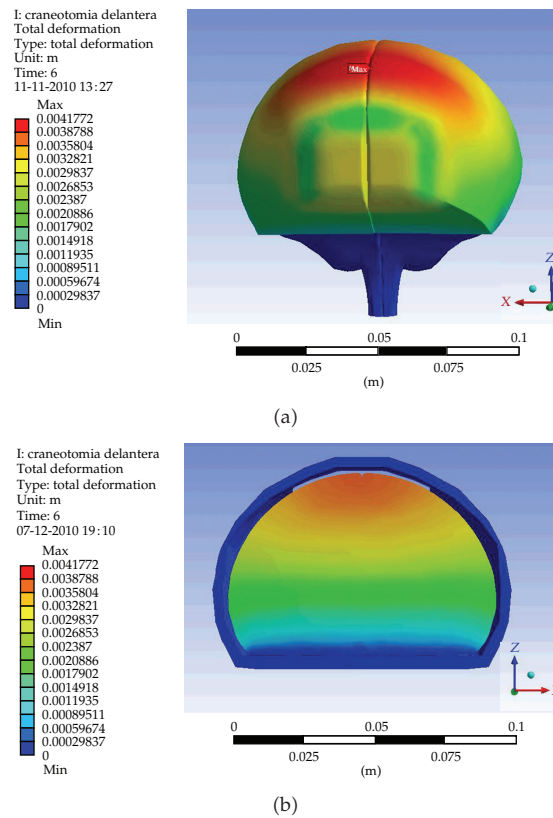 I: craneotomia delantera
Total deformation
Type: total deformation
Unit: m
Time: 6
11-11-2010 13:27
Max
0.0041772
0.0038788
0.0035804
0.0032821
0.0029837
0.0026853
0.002387
0.0020886
0.0017902
0.0014918
0.0011935
0.00089511
0.00059674
0.00029837
0
Min
Max
Z
X
0 0.05 0.1
0.025 0.075
(m)
(a)
I: craneotomia delantera
Total deformation
Type: total deformation
Unit: m
Time: 6
07-12-2010 19:10
Max
0.0041772
0.0038788
0.0035804
0.0032821
0.0029837
0.0026853
0.002387
0.0020886
0.0017902
0.0014918
0.0011935
0.00089511
0.00059674
0.00029837
0
Min
Z
0 0.05 0.1
0.025 0.075
(m)
(b)